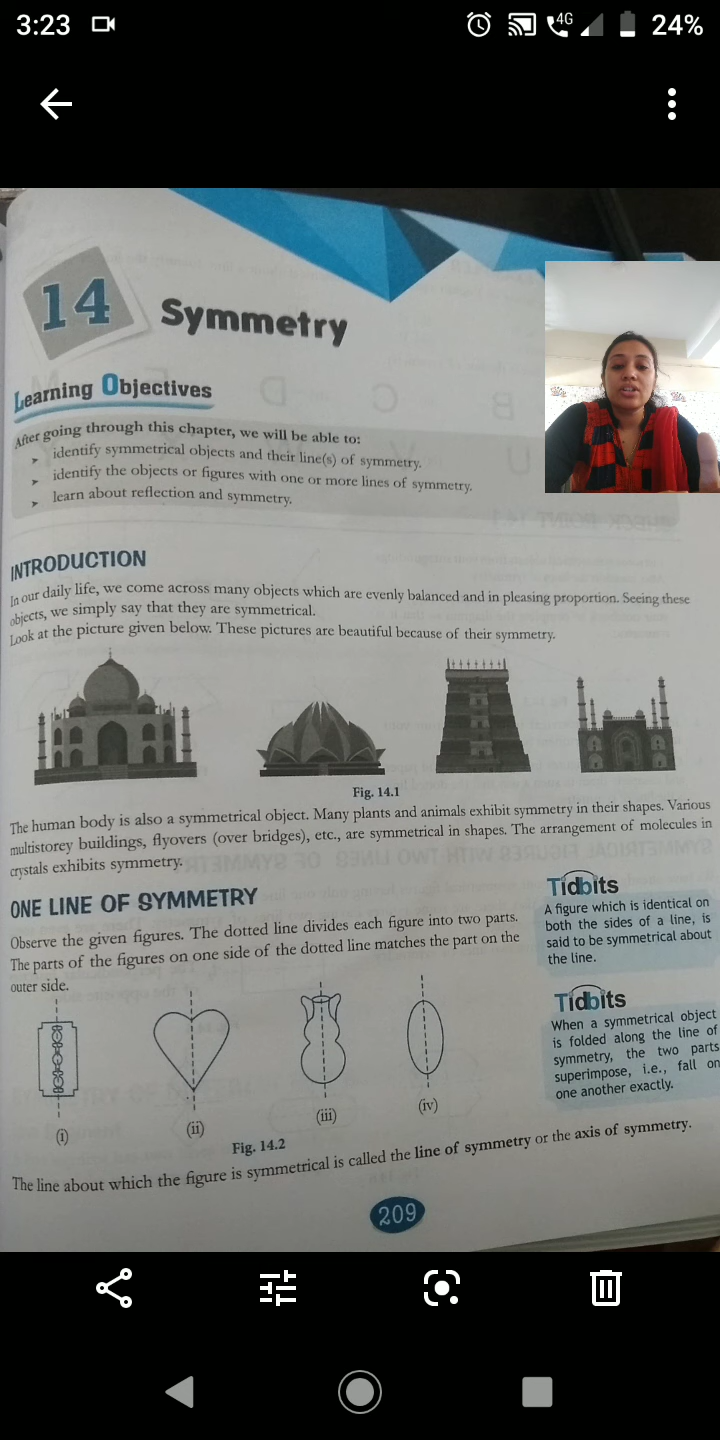 3:23
4G
24%
14
Symmetry
Learning Objectives
After going through this chapter, we will be able to:
identify symmetrical objects and their line(s) of symmetry.
identify the objects or figures with one or more lines of symmetry.
learn about reflection and symmetry.
INTRODUCTION
In our daily life, we come across many objects which are evenly balanced and in pleasing proportion. Seeing these
objects, we simply say that they are symmetrical.
Look at the picture given below. These pictures are beautiful because of their symmetry.
Fig. 14.1
The human body is also a symmetrical object. Many plants and animals exhibit symmetry in their shapes. Various
multistorey buildings, flyovers (over bridges), etc., are symmetrical in shapes. The arrangement of molecules in
crystals exhibits symmetry.
ONE LINE OF SYMMETRY
Observe the given figures. The dotted line divides each figure into two parts.
The parts of the figures on one side of the dotted line matches the part on the
outer side.
Tidbits
A figure which is identical on
both the sides of a line, is
said to be symmetrical about
the line.
Tidbits
When a symmetrical object
is folded along the line of
symmetry, the two parts
superimpose, i.e., fall on
one another exactly.
(i)
(ii)
(iii)
(iv)
Fig. 14.2
The line about which the figure is symmetrical is called the line of symmetry or the axis of symmetry.
209